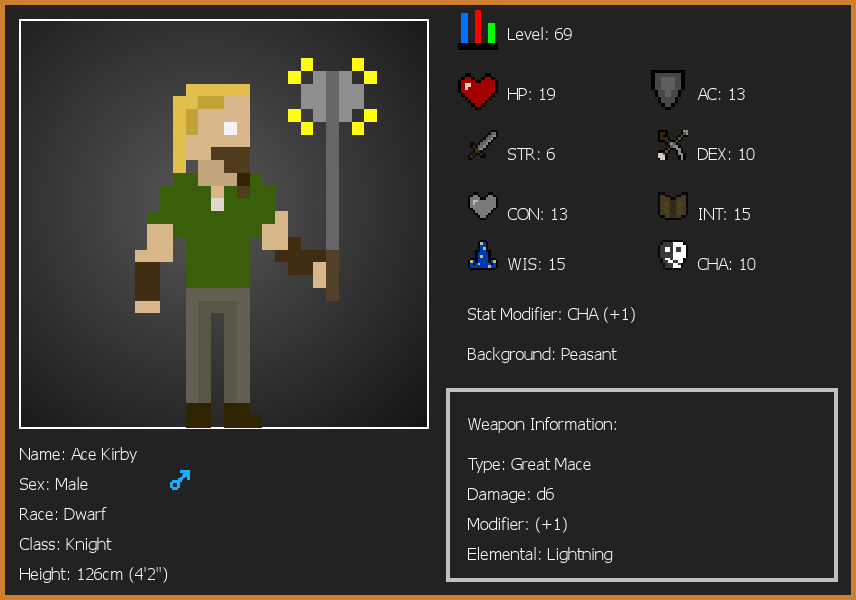 Level: 69
HP: 19
AC: 13
STR: 6
DEX: 10
CON: 13
INT: 15
WIS: 15
CHA: 10
Stat Modifier: CHA (+1)
Background: Peasant
Weapon Information:
Type: Great Mace
Damage: d6
Modifier: (+1)
Elemental: Lightning
Name: Ace Kirby
Sex: Male
Race: Dwarf
Class: Knight
Height: 126cm (4'2")